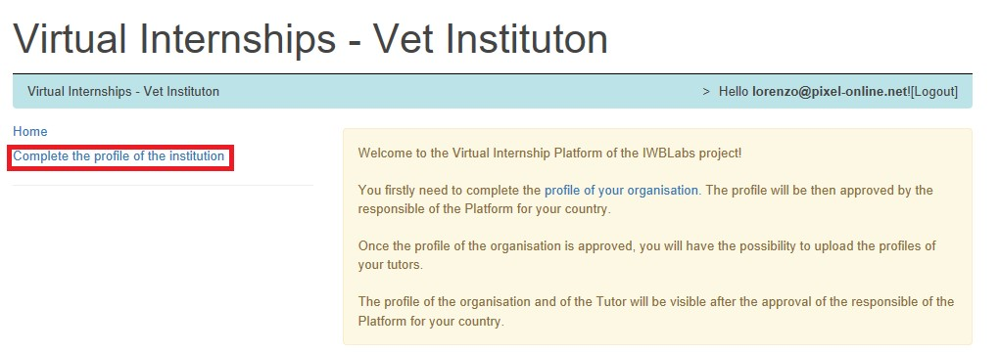 Virtual Internships - Vet Instituton
Virtual Internships - Vet Instituton
> Hello lorenzo@pixel-online.net![Logout]
Home
Complete the profile of the institution
Welcome to the Virtual Internship Platform of the IWBLabs project!
You firstly need to complete the profile of your organisation. The profile will be then approved by the
responsible of the Platform for your country.
Once the profile of the organisation is approved, you will have the possibility to upload the profiles of
your tutors.
The profile of the organisation and of the Tutor will be visible after the approval of the responsible of the
Platform for your country.